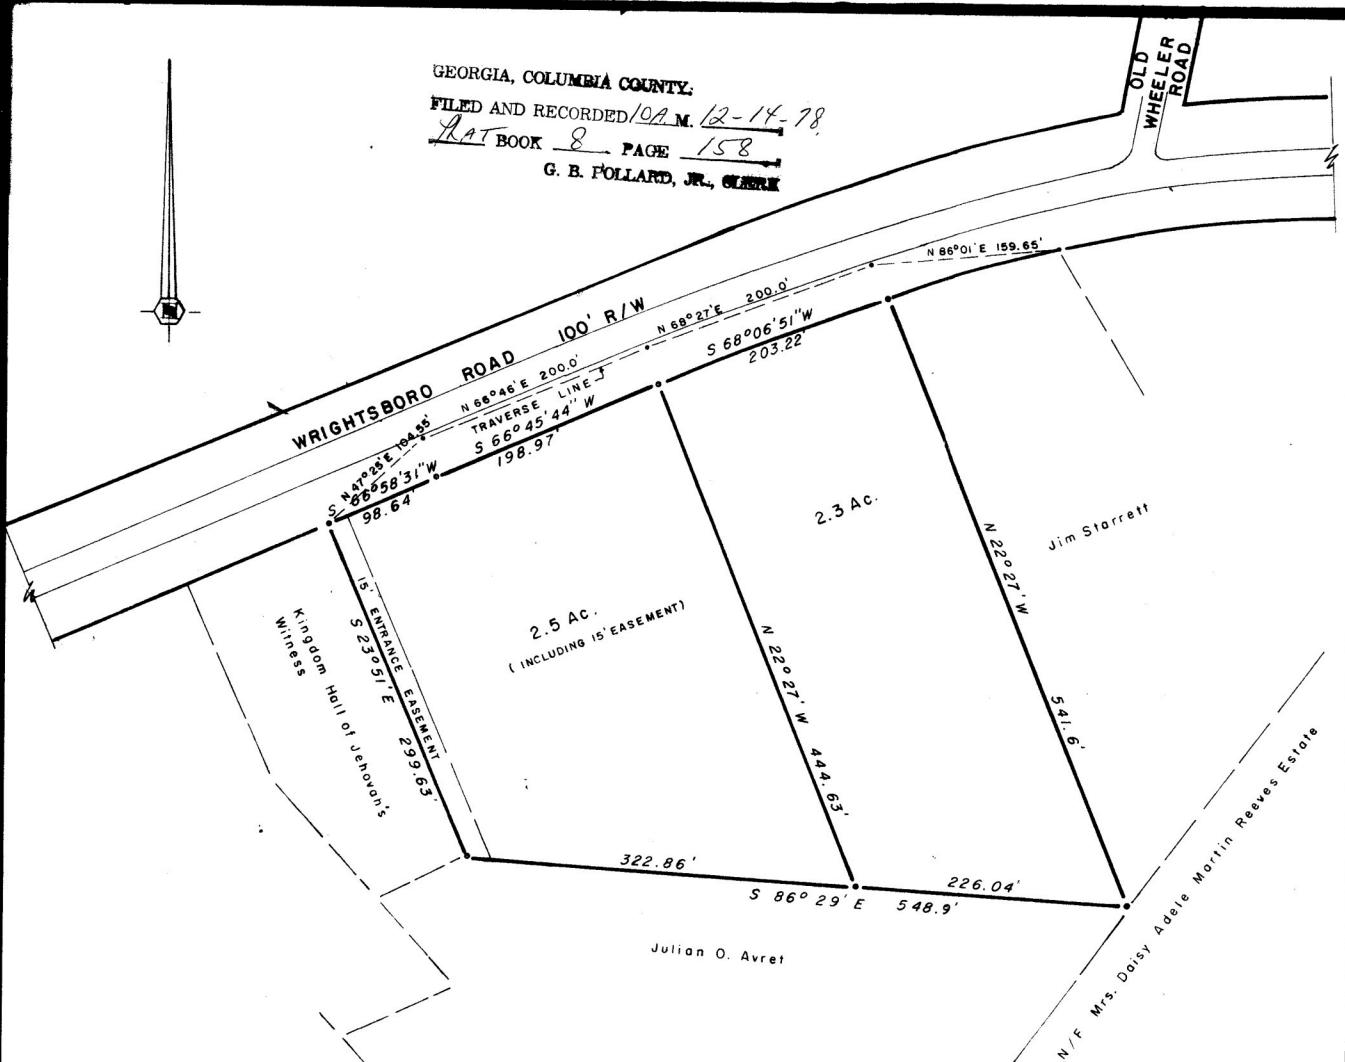 GEORGIA, COLUMBIA COUNTY:
FILED AND RECORDED 10A. M. 12-14-78,
PLAT BOOK 8 PAGE 158
G. B. POLLARD, JR., CLERK
OLD
WHEELER
ROAD
WRIGHTSBORO ROAD 100' R/W
N 86°01'E 159.65'
N 68°27'E 200.0'
S 68°06'51"W
203.22'
N 66°46'E 200.0'
TRAVERSE LINE
S 66°45'44" W
198.97'
N 47°25'E 104.55'
S 66°58'31"W
98.64'
2.3 Ac.
Jim Starrett
N 22°27' W 541.6'
2.5 Ac.
( INCLUDING 15' EASEMENT)
N 22°27' W 444.63'
15' ENTRANCE EASEMENT
S 23°51' E 299.63'
Kingdom Hall of Jehovah's
Witness
322.86'
226.04'
S 86°29' E 548.9'
Julian O. Avret
N/F Mrs. Daisy Adele Martin Reeves Estate